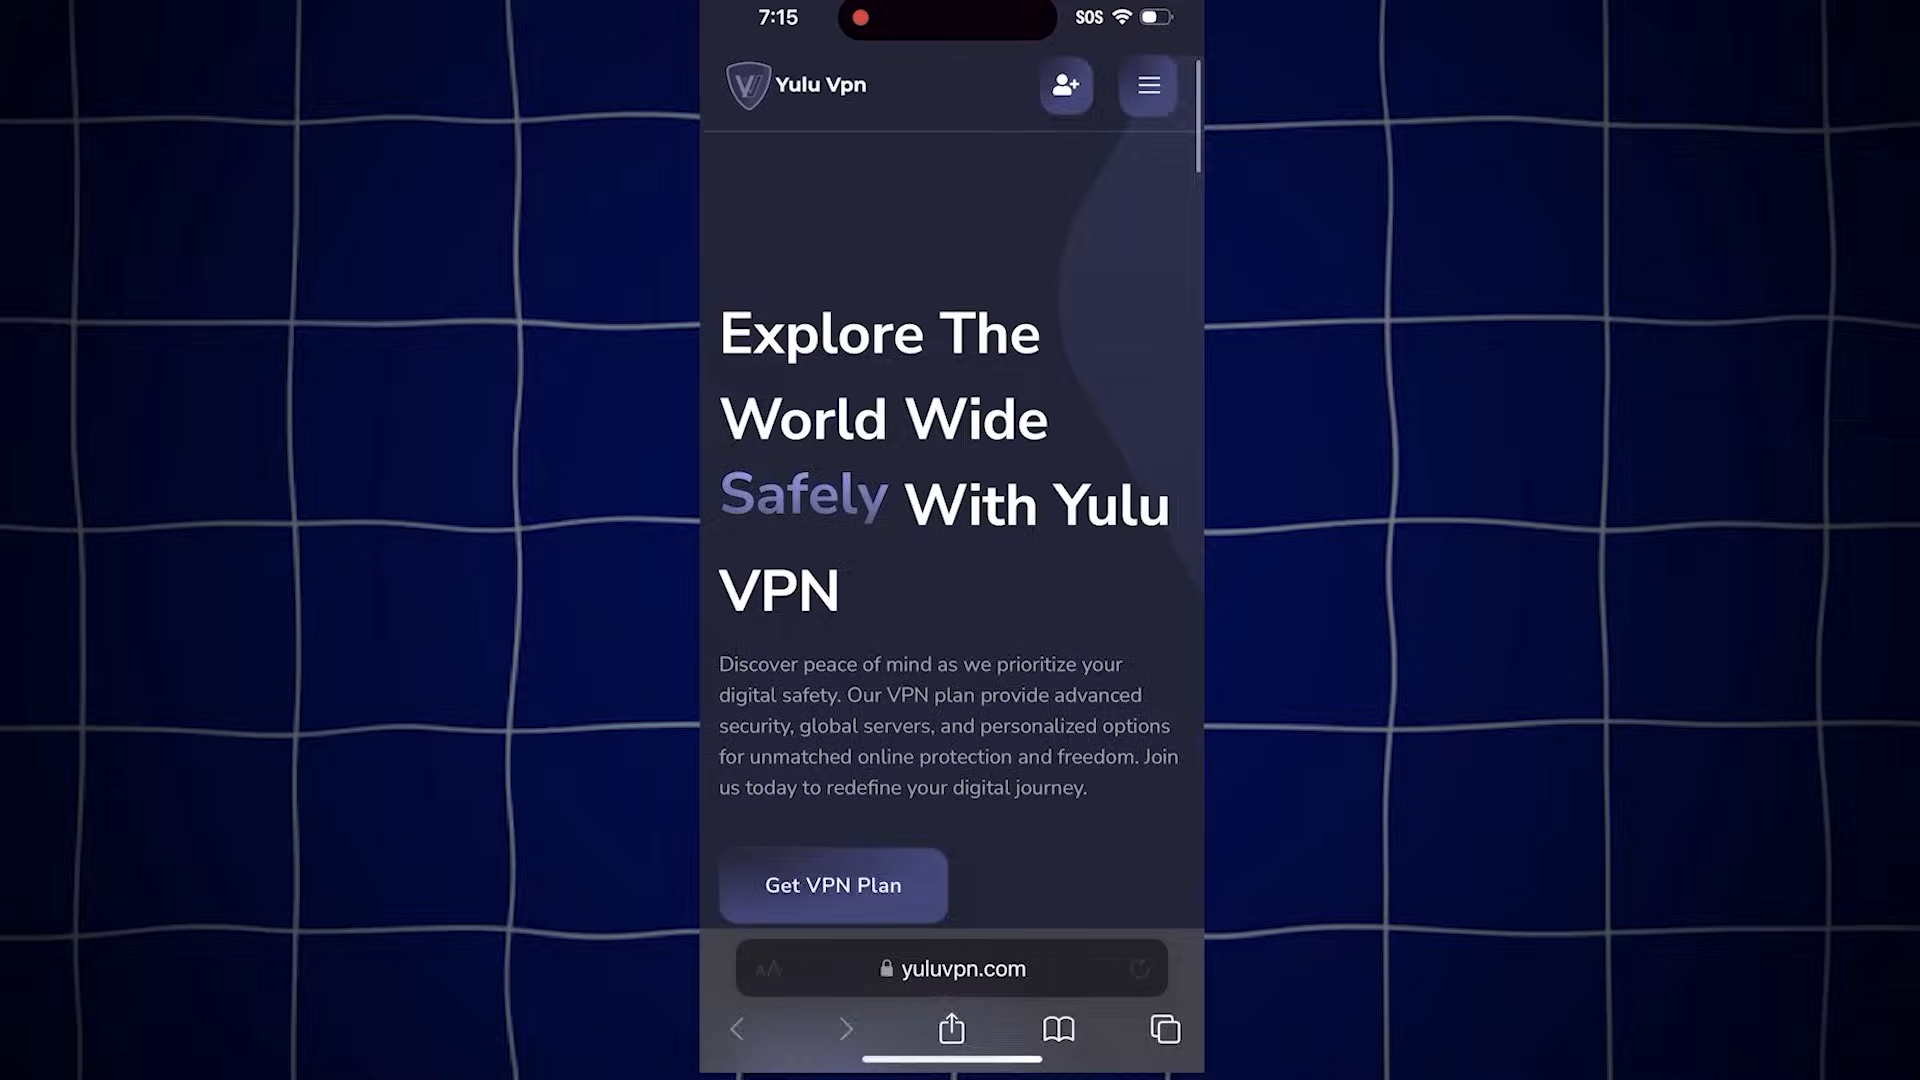 7:15
SOS
Yulu Vpn
Explore The
World Wide
Safely With Yulu
VPN
Discover peace of mind as we prioritize your
digital safety. Our VPN plan provide advanced
security, global servers, and personalized options
for unmatched online protection and freedom. Join
us today to redefine your digital journey.
Get VPN Plan
AA
yuluvpn.com